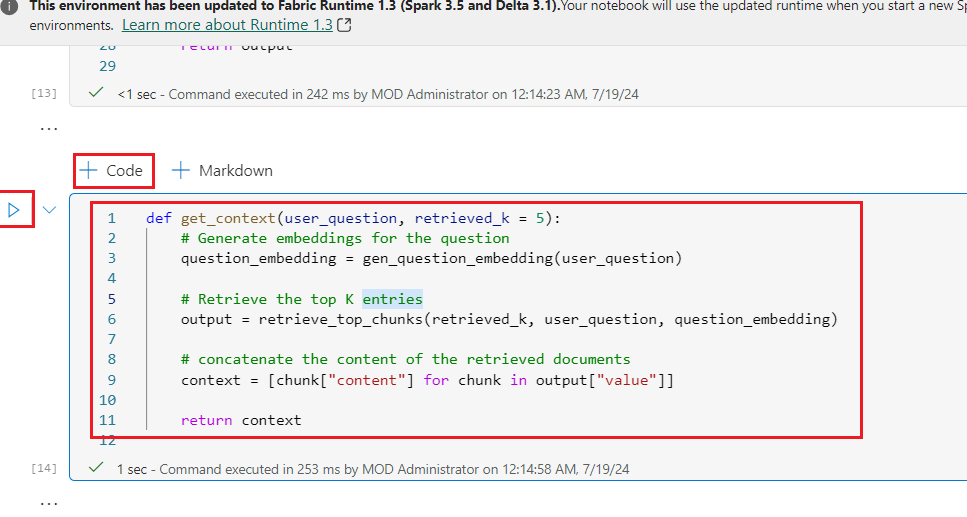 This environment has been updated to Fabric Runtime 1.3 (Spark 3.5 and Delta 3.1).Your notebook will use the updated runtime when you start a new Sp
environments. Learn more about Runtime 1.3
28 return output
29
[13] <1 sec - Command executed in 242 ms by MOD Administrator on 12:14:23 AM, 7/19/24
...
+ Code + Markdown
1 def get_context(user_question, retrieved_k = 5):
2 # Generate embeddings for the question
3 question_embedding = gen_question_embedding(user_question)
4
5 # Retrieve the top K entries
6 output = retrieve_top_chunks(retrieved_k, user_question, question_embedding)
7
8 # concatenate the content of the retrieved documents
9 context = [chunk["content"] for chunk in output["value"]]
10
11 return context
12
[14] 1 sec - Command executed in 253 ms by MOD Administrator on 12:14:58 AM, 7/19/24
...